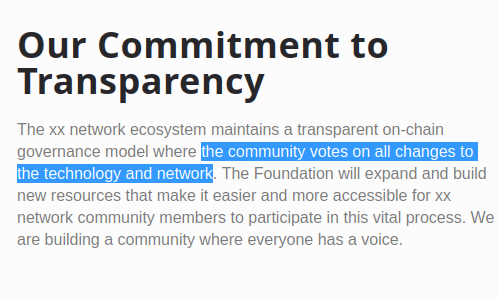 Our Commitment to
Transparency
The xx network ecosystem maintains a transparent on-chain
governance model where the community votes on all changes to
the technology and network. The Foundation will expand and build
new resources that make it easier and more accessible for xx
network community members to participate in this vital process. We
are building a community where everyone has a voice.